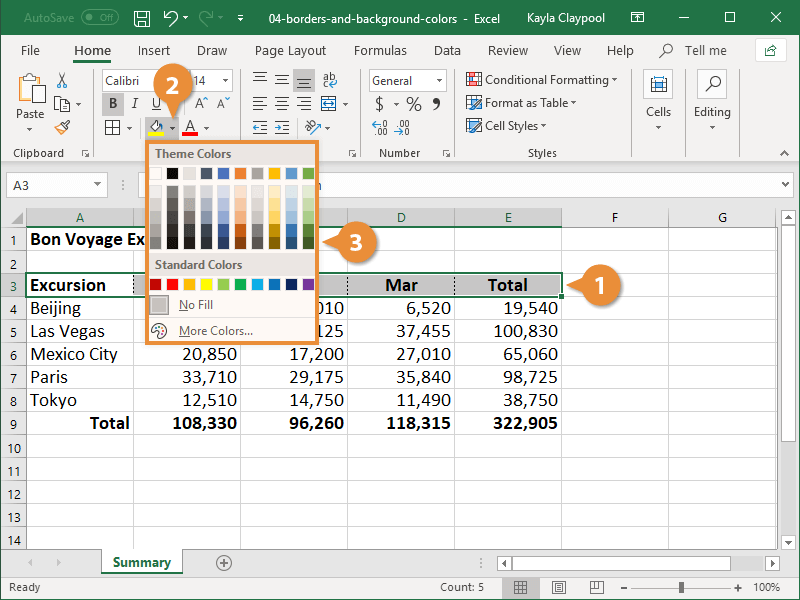 AutoSave Off 04-borders-and-background-colors - Excel Kayla Claypool
File Home Insert Draw Page Layout Formulas Data Review View Help Tell me
Calibri 14 ab General Conditional Formatting
Paste B I U A A $ % , Format as Table Cells Editing
A Cell Styles
Clipboard Number Styles
2
A3
Theme Colors
3
Standard Colors
No Fill
More Colors...
1
A D E F G
1 Bon Voyage Ex
2
3 Excursion Mar Total
4 Beijing 010 6,520 19,540
5 Las Vegas 125 37,455 100,830
6 Mexico City 20,850 17,200 27,010 65,060
7 Paris 33,710 29,175 35,840 98,725
8 Tokyo 12,510 14,750 11,490 38,750
9 Total 108,330 96,260 118,315 322,905
10
11
12
13
14
Summary
Ready Count: 5 100%